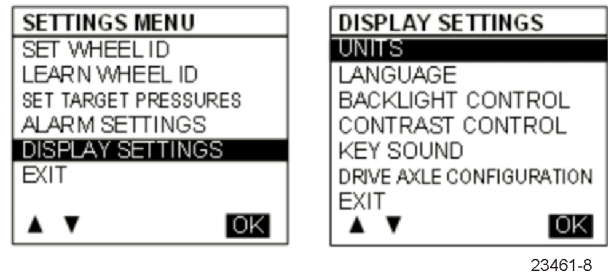 SETTINGS MENU
SET WHEEL ID
LEARN WHEEL ID
SET TARGET PRESSURES
ALARM SETTINGS
DISPLAY SETTINGS
EXIT
▲ ▼ OK
DISPLAY SETTINGS
UNITS
LANGUAGE
BACKLIGHT CONTROL
CONTRAST CONTROL
KEY SOUND
DRIVE AXLE CONFIGURATION
EXIT
▲ ▼ OK
23461-8